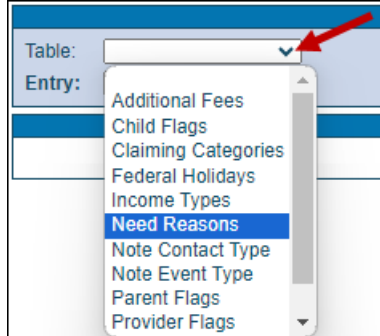 Table:
Entry:
Additional Fees
Child Flags
Claiming Categories
Federal Holidays
Income Types
Need Reasons
Note Contact Type
Note Event Type
Parent Flags
Provider Flags